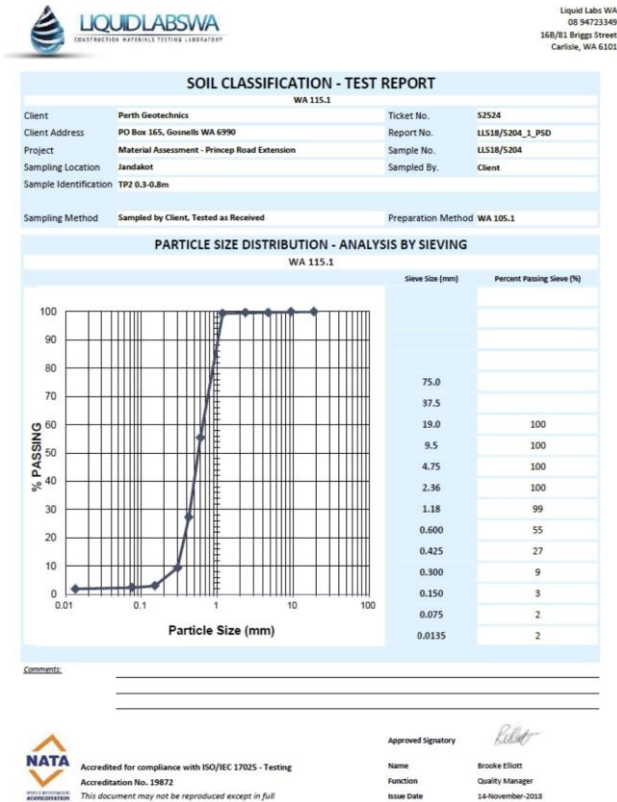 LIQUIDLABSWA
CONSTRUCTION MATERIALS TESTING LABORATORY
Liquid Labs WA
08 94723349
16B/81 Briggs Street
Carlisle, WA 6101
SOIL CLASSIFICATION - TEST REPORT
WA 115.1
Client Perth Geotechnics Ticket No. S2524
Client Address PO Box 165, Gosnells WA 6990 Report No. LLS18/5204_1_PSD
Project Material Assessment - Princep Road Extension Sample No. LLS18/5204
Sampling Location Jandakot Sampled By. Client
Sample Identification TP2 0.3-0.8m
Sampling Method Sampled by Client, Tested as Received Preparation Method WA 105.1
PARTICLE SIZE DISTRIBUTION - ANALYSIS BY SIEVING
WA 115.1
Sieve Size (mm) Percent Passing Sieve (%)
100
90
80
70
60
50
40
30
20
10
0
% PASSING
0.01 0.1 1 10 100
Particle Size (mm)
75.0
37.5
19.0 100
9.5 100
4.75 100
2.36 100
1.18 99
0.600 55
0.425 27
0.300 9
0.150 3
0.075 2
0.0135 2
Comments:
NATA
ACCREDITATION
Accredited for compliance with ISO/IEC 17025 - Testing
Accreditation No. 19872
This document may not be reproduced except in full
Approved Signatory
Name Brooke Elliott
Function Quality Manager
Issue Date 14-November-2018